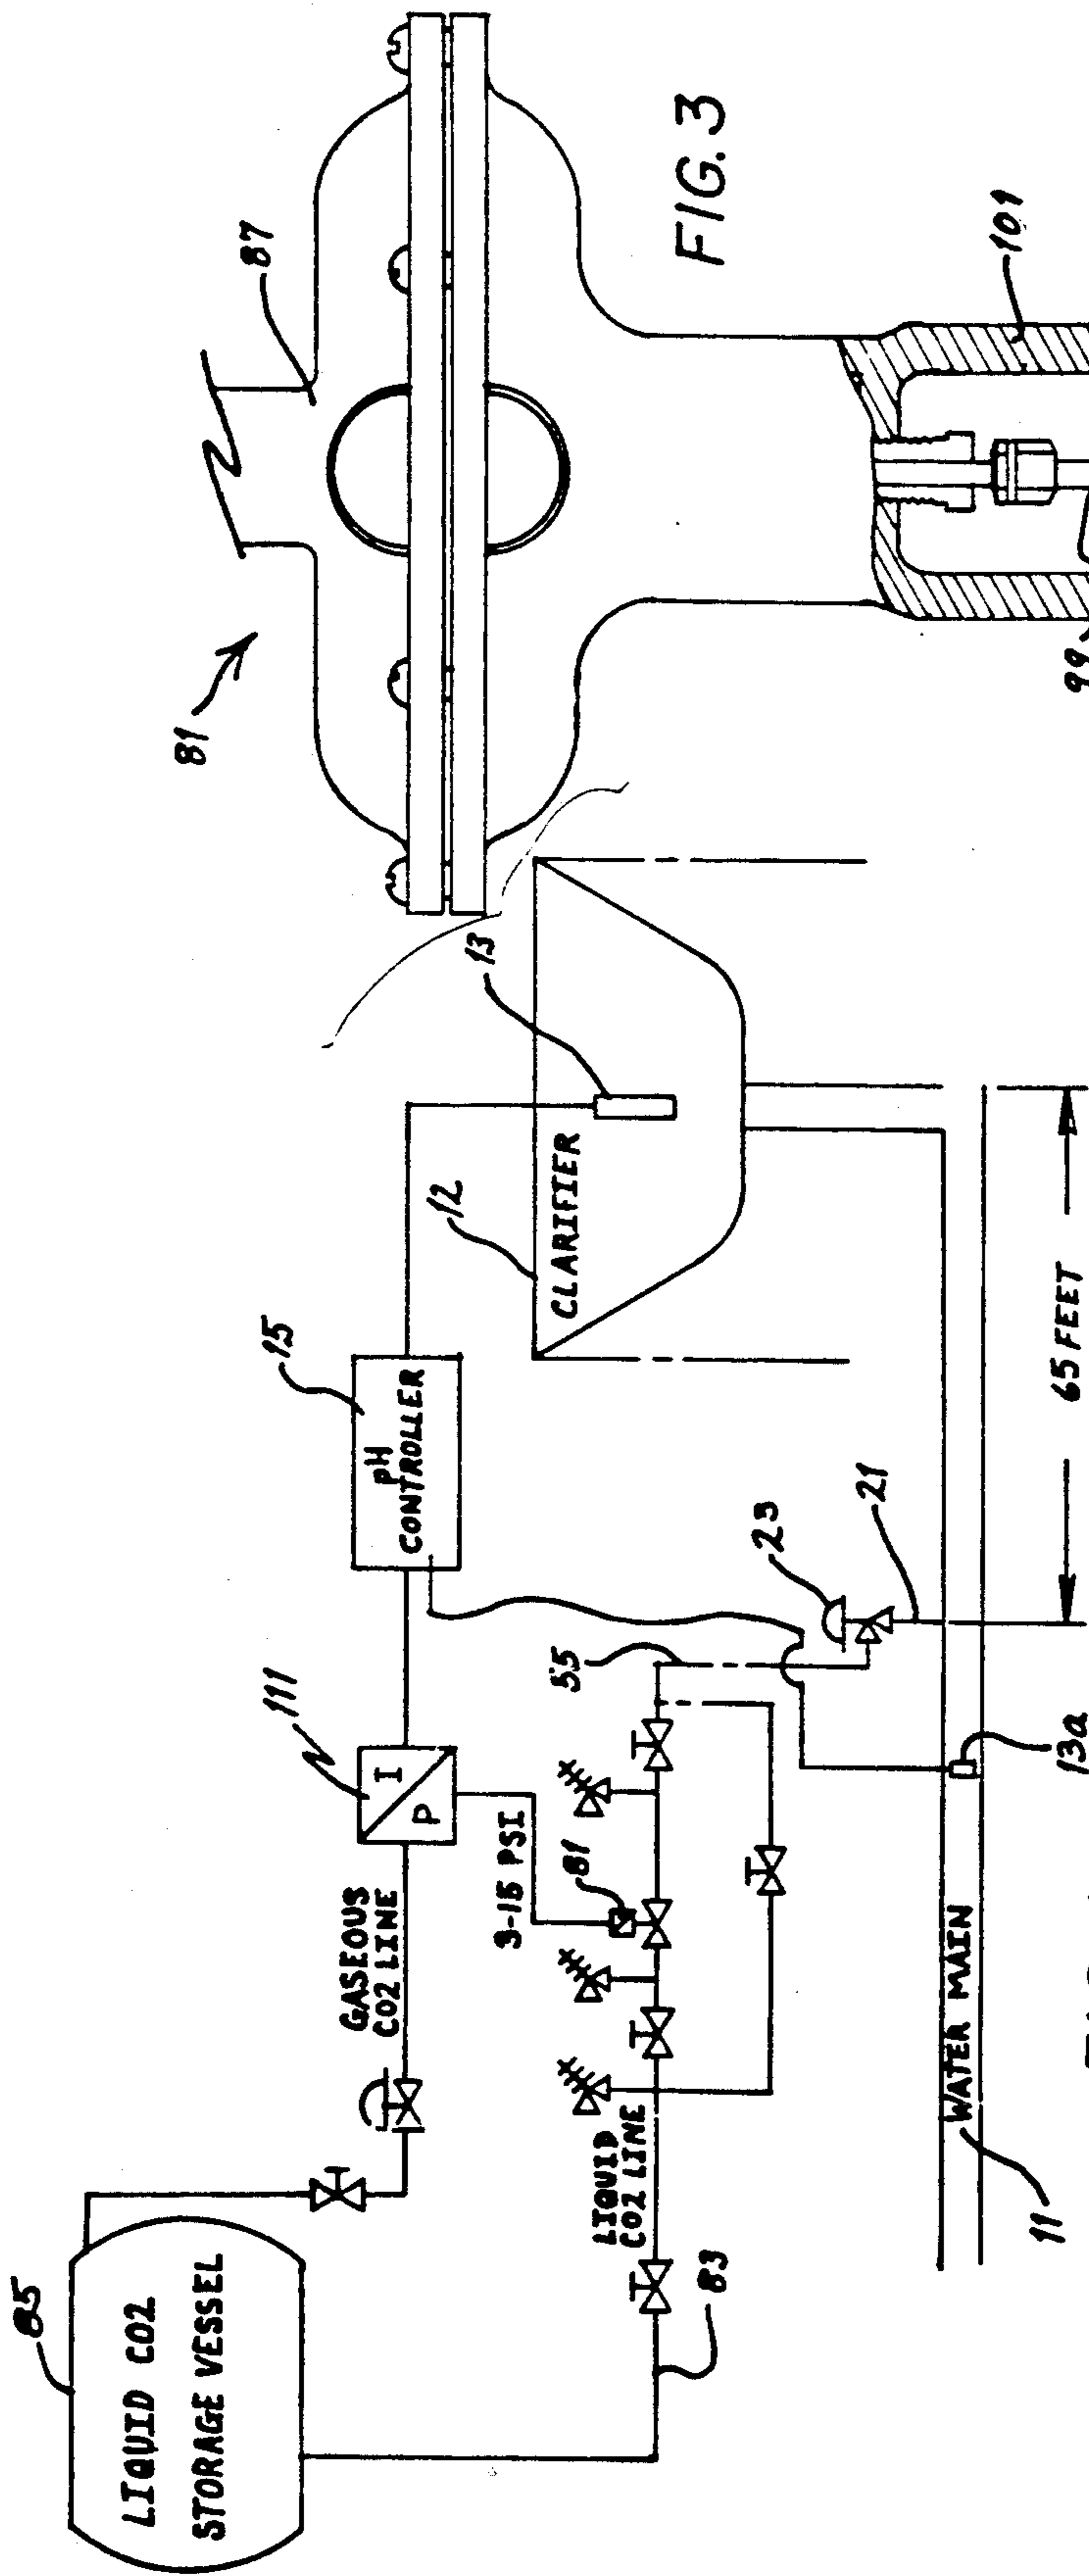 85
LIQUID CO2
STORAGE VESSEL
GASEOUS
CO2 LINE
111
I
P
15
pH
CONTROLLER
3-15 PSI
81
LIQUID
CO2 LINE
83
55
23
21
12
CLARIFIER
13
WATER MAIN
11
13a
65 FEET
81
87
FIG. 3
101
99